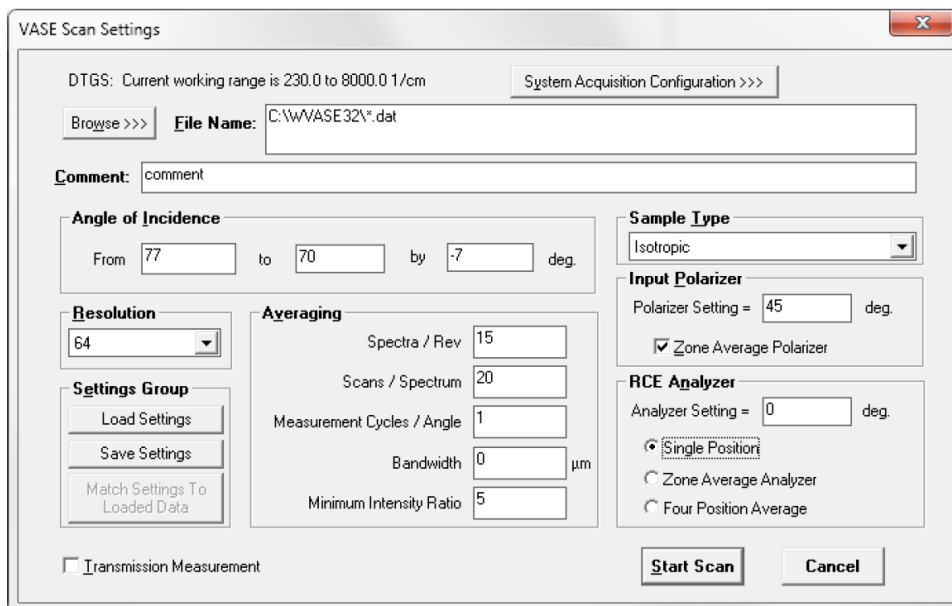 VASE Scan Settings
DTGS: Current working range is 230.0 to 8000.0 1/cm
System Acquisition Configuration >>>
Browse >>>
File Name:
C:\WVASE32\*.dat
Comment:
comment
Angle of Incidence
From 77 to 70 by -7 deg.
Sample Type
Isotropic
Input Polarizer
Polarizer Setting = 45 deg.
Zone Average Polarizer
Resolution
64
Averaging
Spectra / Rev 15
Scans / Spectrum 20
Measurement Cycles / Angle 1
Bandwidth 0 µm
Minimum Intensity Ratio 5
Settings Group
Load Settings
Save Settings
Match Settings To
Loaded Data
RCE Analyzer
Analyzer Setting = 0 deg.
Single Position
Zone Average Analyzer
Four Position Average
Transmission Measurement
Start Scan
Cancel